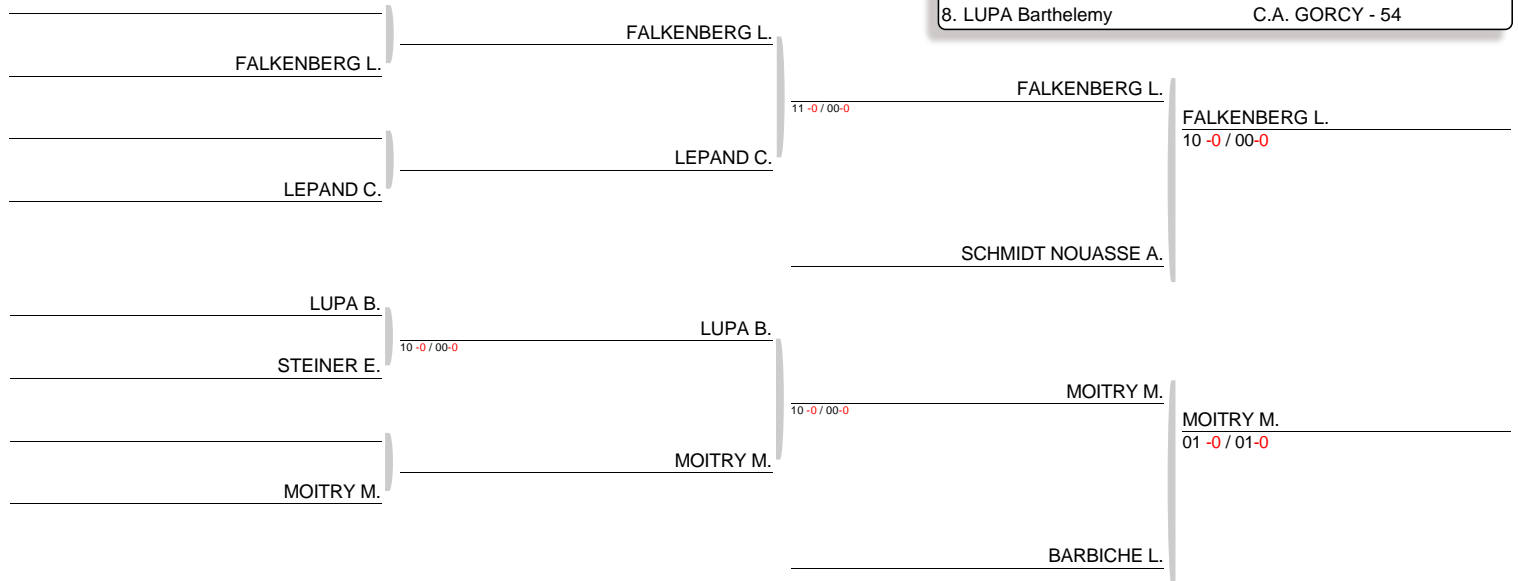 8. LUPA Barthelemy C.A. GORCY - 54
FALKENBERG L.
FALKENBERG L.
FALKENBERG L.
11 -0 / 00-0
FALKENBERG L.
10 -0 / 00-0
LEPAND C.
LEPAND C.
SCHMIDT NOUASSE A.
LUPA B.
LUPA B.
10 -0 / 00-0
STEINER E.
MOITRY M.
10 -0 / 00-0
MOITRY M.
01 -0 / 01-0
MOITRY M.
MOITRY M.
BARBICHE L.